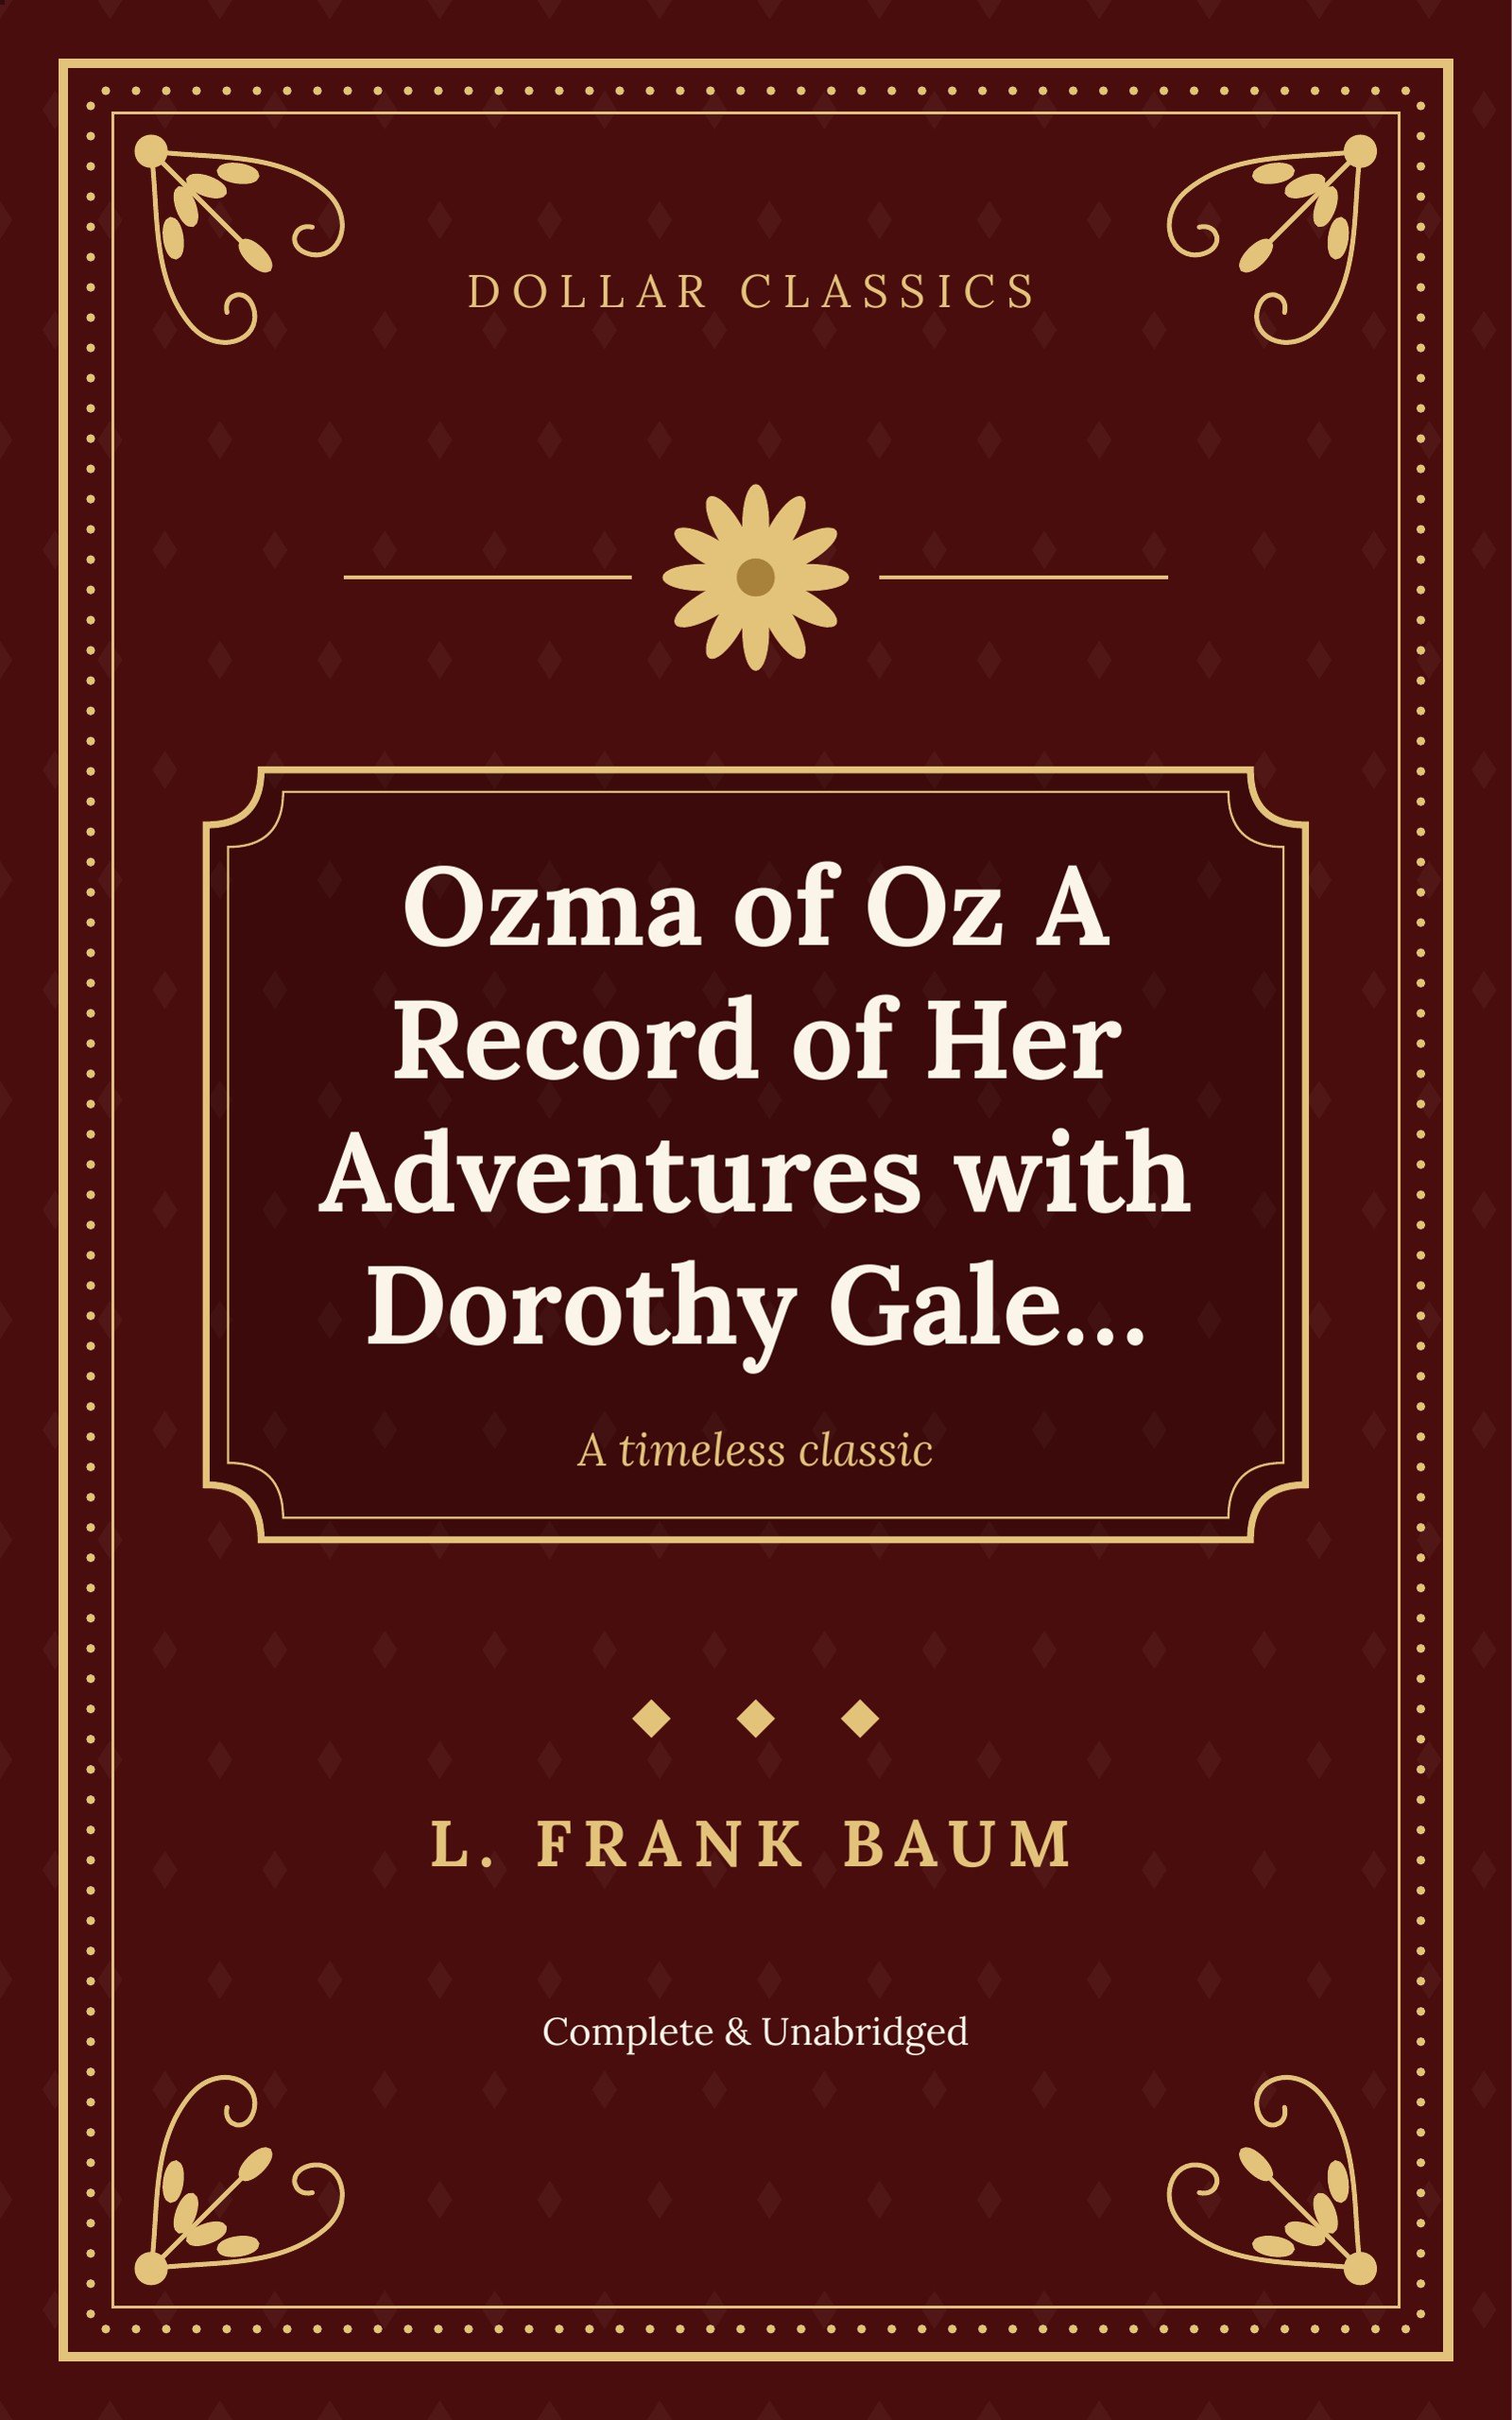 DOLLAR CLASSICS
Ozma of Oz A
Record of Her
Adventures with
Dorothy Gale...
A timeless classic
L. FRANK BAUM
Complete & Unabridged